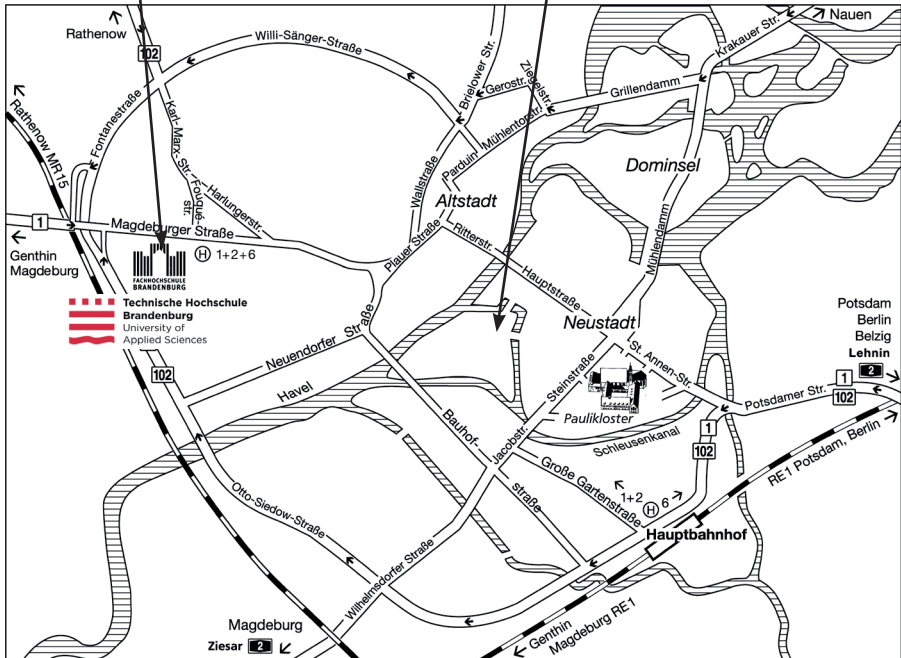 Rathenow
Nauen
Krakauer Str.
Willi-Sänger-Straße
102
Brielower Str.
Ziegelstr.
Gerostr.
Grillendamm
Rathenow MR15
Fontanestraße
Karl-Marx-Str.
Mühlentorstr.
Parduin
Dominsel
Fouqué-
str.
Harlungerstr.
Wallstraße
Altstadt
1
Magdeburger Straße
Plauer Straße
Ritterstr.
Mühlendamm
Genthin
Magdeburg
H 1+2+6
FACHHOCHSCHULE
BRANDENBURG
Hauptstraße
Technische Hochschule
Brandenburg
University of
Applied Sciences
Neuendorfer Straße
Neustadt
St. Annen-Str.
Potsdam
Berlin
Belzig
Lehnin
2
102
Havel
Steinstraße
Paulikloster
Potsdamer Str.
1
102
Bauhof-
straße
Jacobstr.
Schleusenkanal
1
102
RE1 Potsdam, Berlin
Große Gartenstraße
1+2 H 6
Otto-Siedow-Straße
Hauptbahnhof
Wilhelmsdorfer Straße
Magdeburg
Ziesar 2
Genthin
Magdeburg RE1